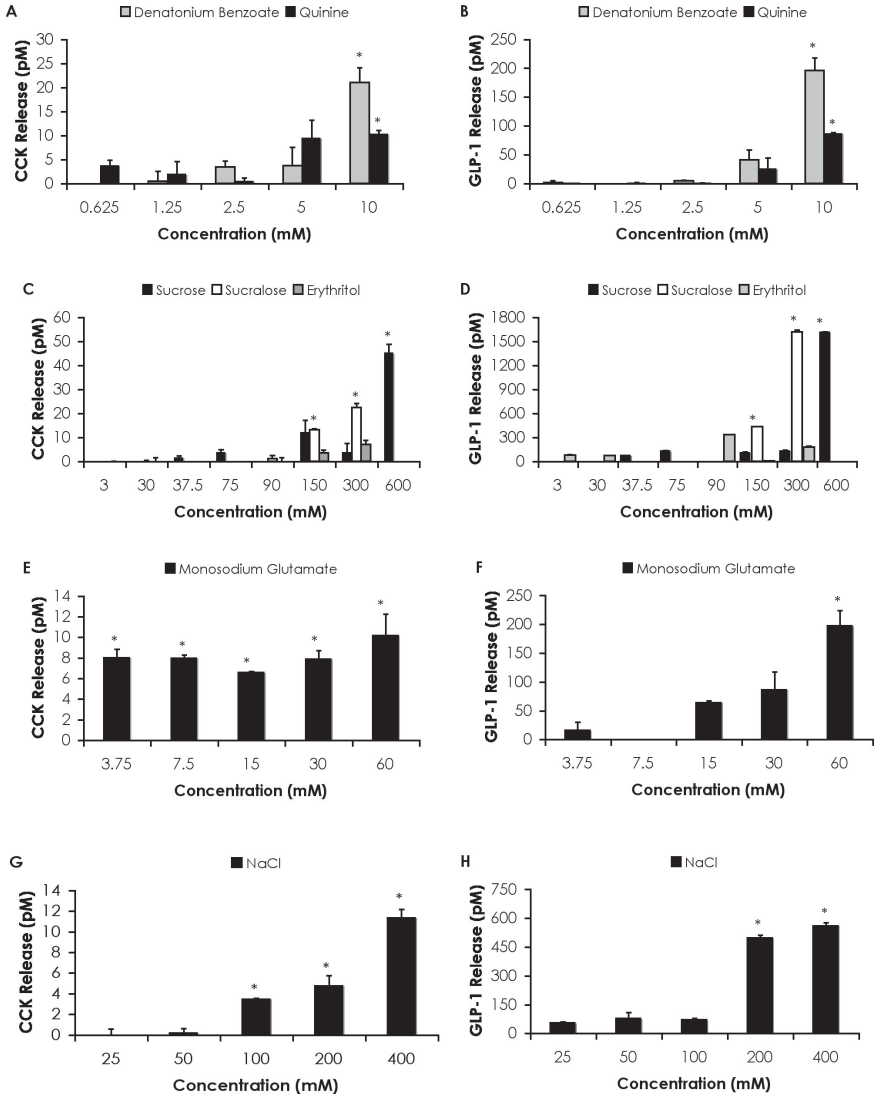 A
Denatonium Benzoate Quinine
CCK Release (pM)
30
25
20
15
10
5
0
*
*
0.625 1.25 2.5 5 10
Concentration (mM)
B
Denatonium Benzoate Quinine
GLP-1 Release (pM)
250
200
150
100
50
0
*
*
0.625 1.25 2.5 5 10
Concentration (mM)
C
Sucrose Sucralose Erythritol
CCK Release (pM)
60
50
40
30
20
10
0
* * *
3 30 37.5 75 90 150 300 600
Concentration (mM)
D
Sucrose Sucralose Erythritol
GLP-1 Release (pM)
1800
1500
1200
900
600
300
0
* * *
3 30 37.5 75 90 150 300 600
Concentration (mM)
E
Monosodium Glutamate
CCK Release (pM)
14
12
10
8
6
4
2
0
* * * * *
3.75 7.5 15 30 60
Concentration (mM)
F
Monosodium Glutamate
GLP-1 Release (pM)
250
200
150
100
50
0
*
3.75 7.5 15 30 60
Concentration (mM)
G
NaCl
CCK Release (pM)
14
12
10
8
6
4
2
0
* * *
25 50 100 200 400
Concentration (mM)
H
NaCl
GLP-1 Release (pM)
750
600
450
300
150
0
* *
25 50 100 200 400
Concentration (mM)